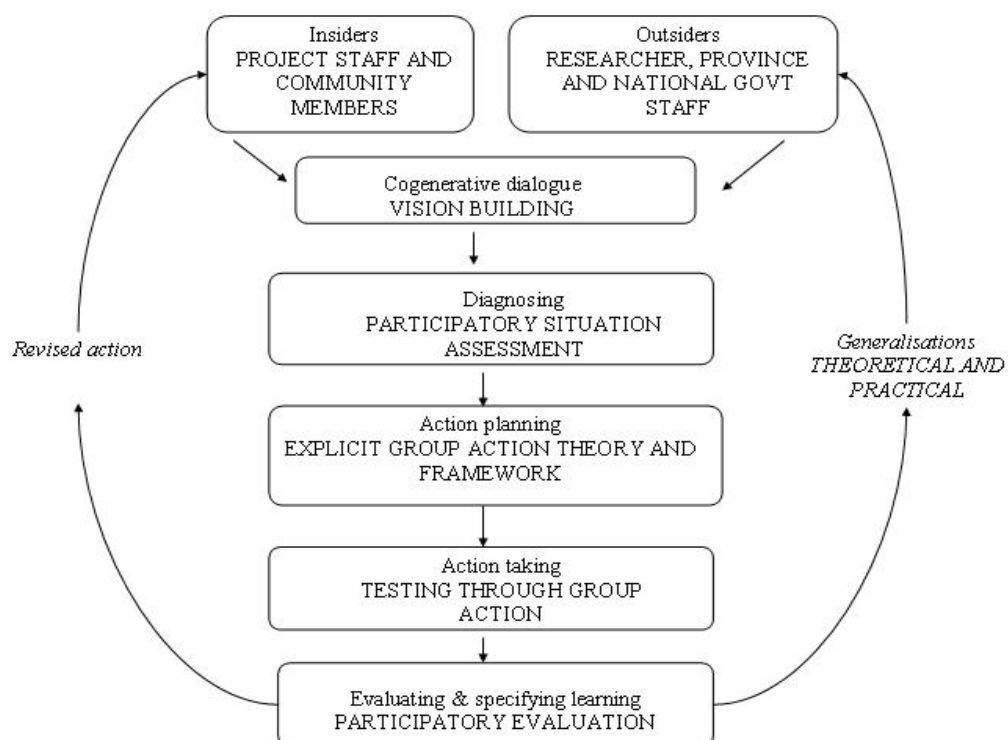 Insiders
PROJECT STAFF AND
COMMUNITY
MEMBERS
Outsiders
RESEARCHER, PROVINCE
AND NATIONAL GOVT
STAFF
Cogenerative dialogue
VISION BUILDING
Diagnosing
PARTICIPATORY SITUATION
ASSESSMENT
Revised action
Generalisations
THEORETICAL AND
PRACTICAL
Action planning
EXPLICIT GROUP ACTION THEORY AND
FRAMEWORK
Action taking
TESTING THROUGH GROUP
ACTION
Evaluating & specifying learning
PARTICIPATORY EVALUATION